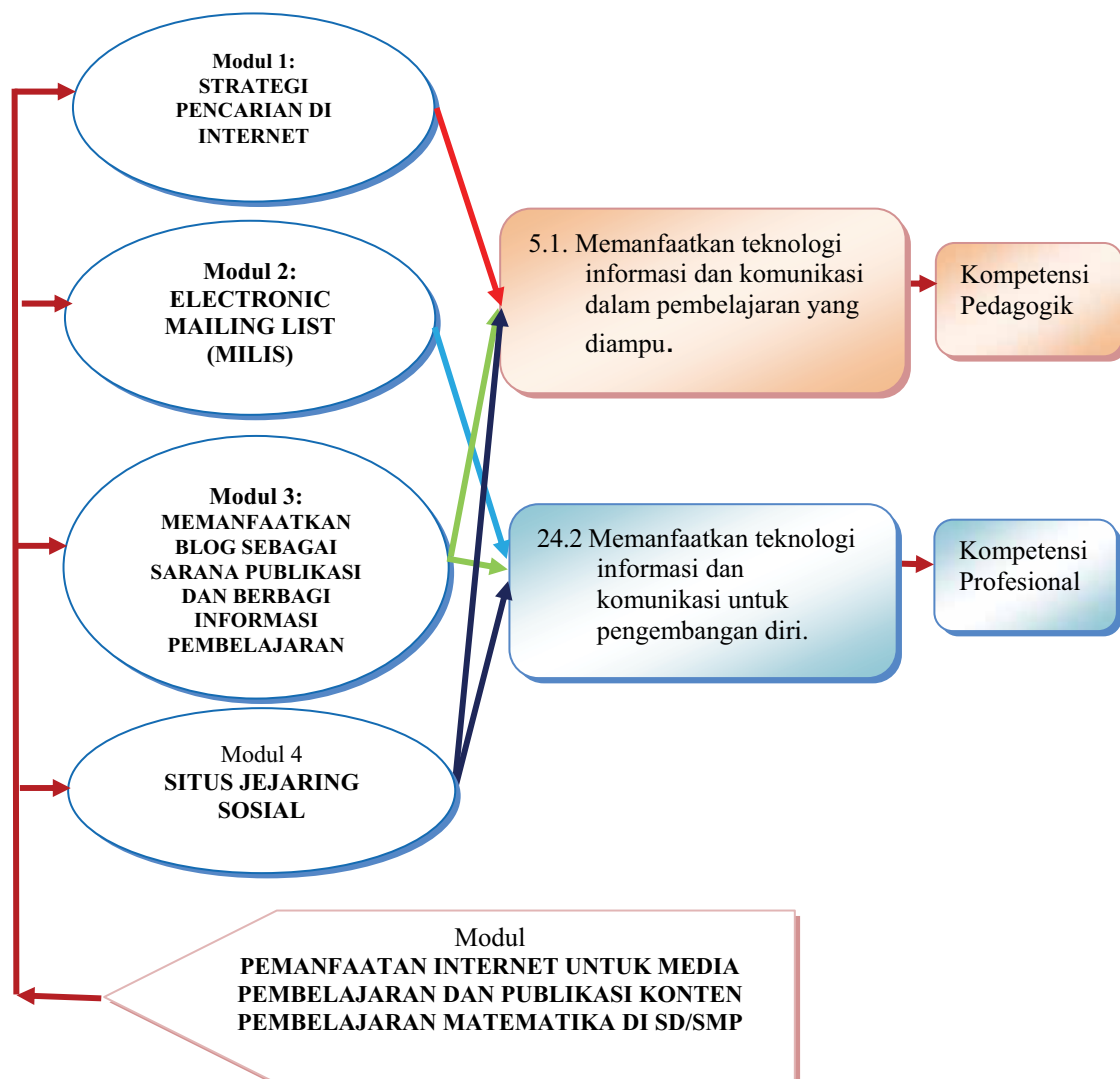 Modul 1:
STRATEGI
PENCARIAN DI
INTERNET
Modul 2:
ELECTRONIC
MAILING LIST
(MILIS)
Modul 3:
MEMANFAATKAN
BLOG SEBAGAI
SARANA PUBLIKASI
DAN BERBAGI
INFORMASI
PEMBELAJARAN
Modul 4
SITUS JEJARING
SOSIAL
5.1. Memanfaatkan teknologi
informasi dan komunikasi
dalam pembelajaran yang
diampu.
Kompetensi
Pedagogik
24.2 Memanfaatkan teknologi
informasi dan
komunikasi untuk
pengembangan diri.
Kompetensi
Profesional
Modul
PEMANFAATAN INTERNET UNTUK MEDIA
PEMBELAJARAN DAN PUBLIKASI KONTEN
PEMBELAJARAN MATEMATIKA DI SD/SMP